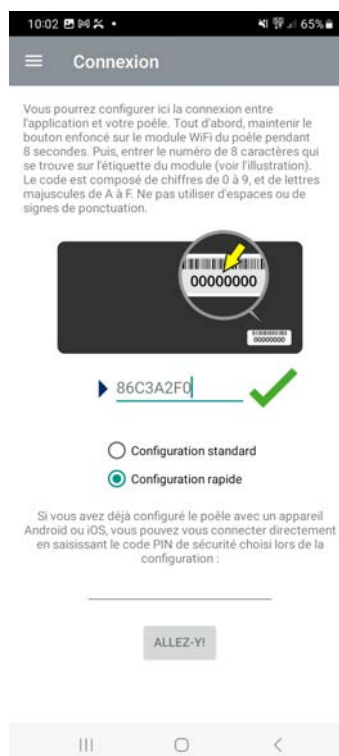 10:02
65%
Connexion
Vous pourrez configurer ici la connexion entre
l'application et votre poêle. Tout d'abord, maintenir le
bouton enfoncé sur le module WiFi du poêle pendant
8 secondes. Puis, entrer le numéro de 8 caractères qui
se trouve sur l'étiquette du module (voir l'illustration).
Le code est composé de chiffres de 0 à 9, et de lettres
majuscules de A à F. Ne pas utiliser d'espaces ou de
signes de ponctuation.
00000000
00000000
86C3A2F0
Configuration standard
Configuration rapide
Si vous avez déjà configuré le poêle avec un appareil
Android ou iOS, vous pouvez vous connecter directement
en saisissant le code PIN de sécurité choisi lors de la
configuration :
ALLEZ-Y!